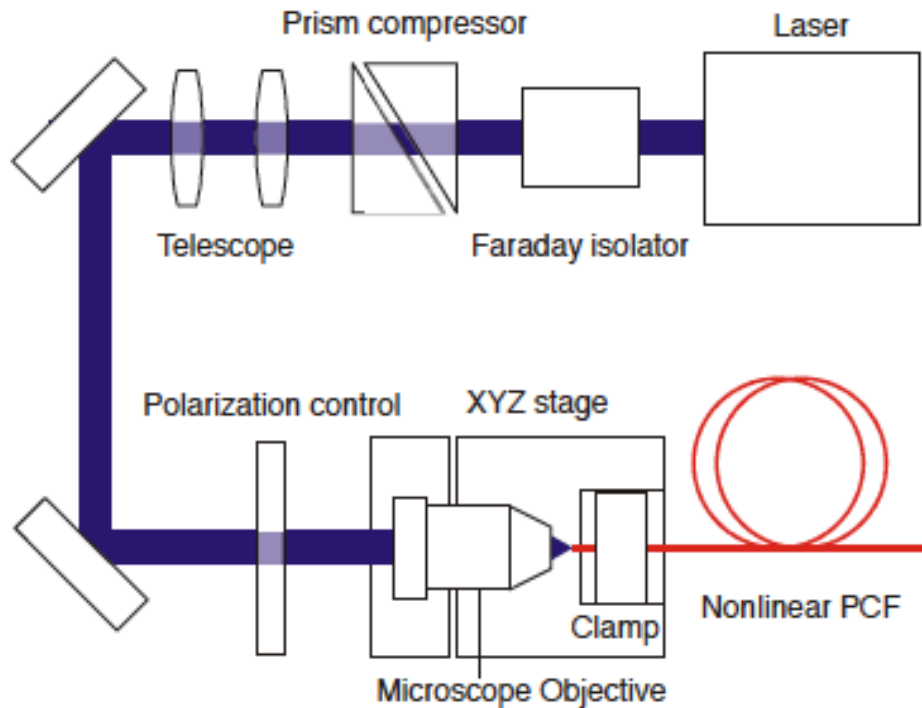 Prism compressor
Laser
Telescope
Faraday isolator
Polarization control
XYZ stage
Clamp
Nonlinear PCF
Microscope Objective